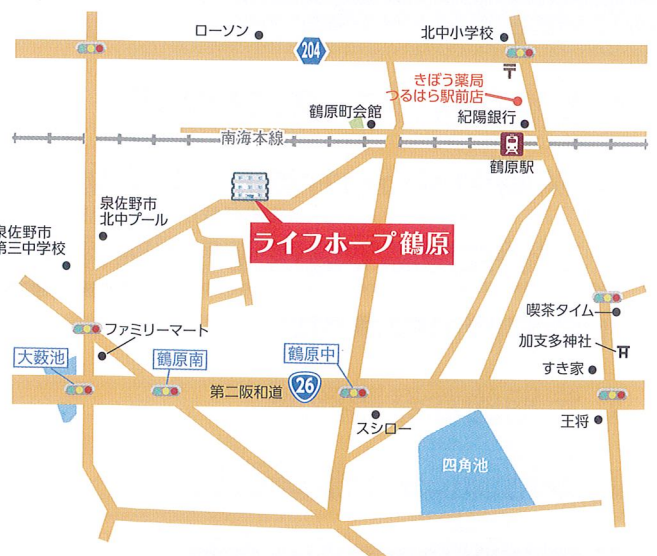 ローソン
204
北中小学校
きぼう薬局
つるはら駅前店
鶴原町会館
紀陽銀行
南海本線
鶴原駅
泉佐野市
北中プール
泉佐野市
第三中学校
ライフホープ鶴原
喫茶タイム
ファミリーマート
加支多神社
大薮池
鶴原南
鶴原中
すき家
第二阪和道
26
スシロー
王将
四角池